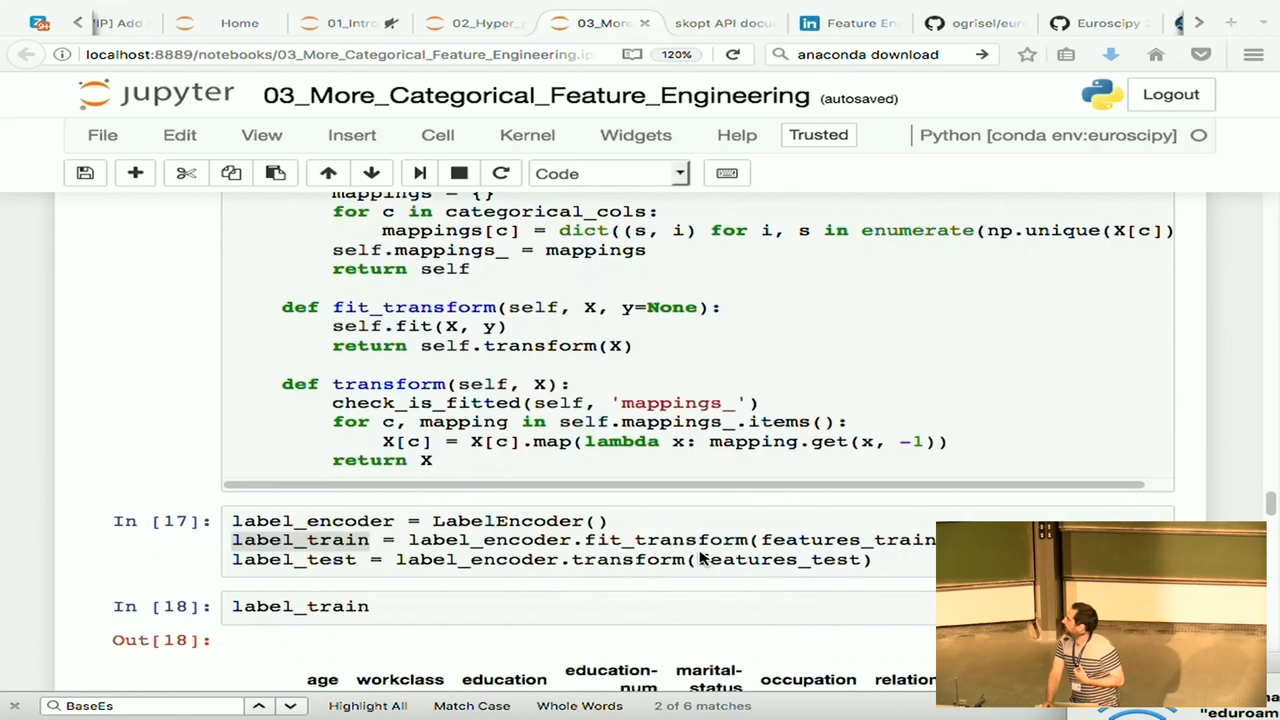 Home
01_Intro
02_Hyper_p
03_More
skopt API docu
Feature Eng
ogrisel/eur
Euroscipy
localhost:8889/notebooks/03_More_Categorical_Feature_Engineering.ip
120%
anaconda download
jupyter
03_More_Categorical_Feature_Engineering (autosaved)
Logout
File Edit View Insert Cell Kernel Widgets Help
Trusted
Python [conda env:euroscipy]
Code
mappings = {}
for c in categorical_cols:
mappings[c] = dict((s, i) for i, s in enumerate(np.unique(X[c])
self.mappings_ = mappings
return self
def fit_transform(self, X, y=None):
self.fit(X, y)
return self.transform(X)
def transform(self, X):
check_is_fitted(self, 'mappings_')
for c, mapping in self.mappings_.items():
X[c] = X[c].map(lambda x: mapping.get(x, -1))
return X
In [17]:
label_encoder = LabelEncoder()
label_train = label_encoder.fit_transform(features_train
label_test = label_encoder.transform(features_test)
In [18]:
label_train
Out[18]:
age workclass education education-num marital-status occupation relation
BaseEs
Highlight All Match Case Whole Words 2 of 6 matches
"eduroam